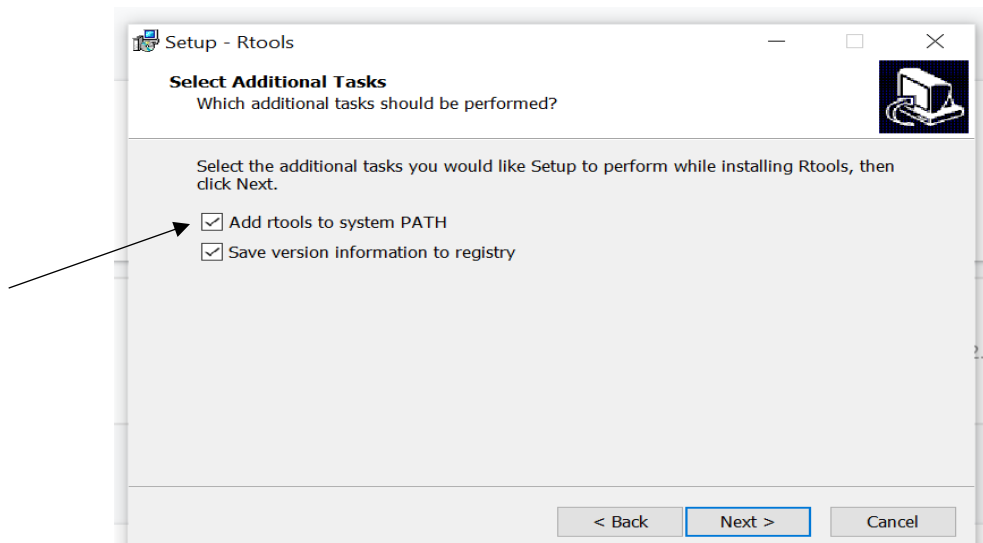 Setup - Rtools
Select Additional Tasks
Which additional tasks should be performed?
Select the additional tasks you would like Setup to perform while installing Rtools, then
click Next.
Add rtools to system PATH
Save version information to registry
2.
< Back
Next >
Cancel